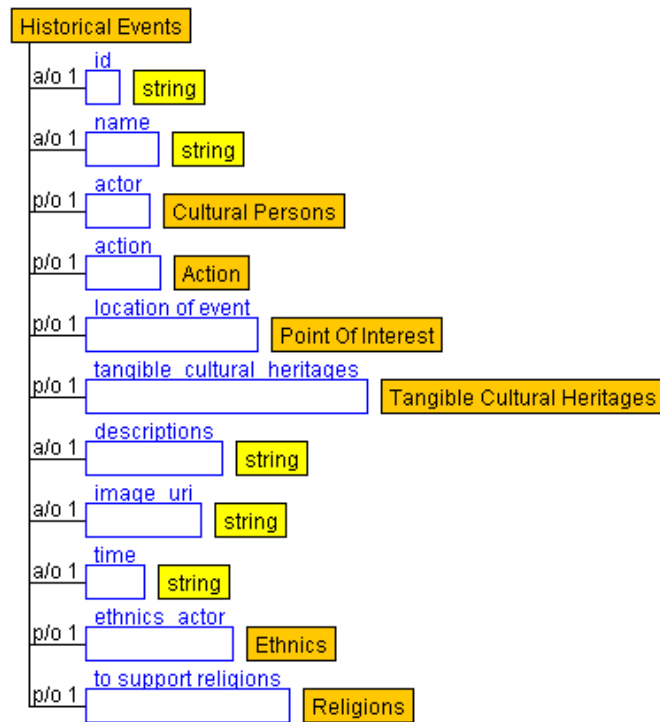 Historical Events
id
a/o 1 string
name
a/o 1 string
actor
p/o 1 Cultural Persons
action
p/o 1 Action
location of event
p/o 1 Point Of Interest
tangible_cultural_heritages
p/o 1 Tangible Cultural Heritages
descriptions
a/o 1 string
image_uri
a/o 1 string
time
a/o 1 string
ethnics_actor
p/o 1 Ethnics
to support religions
p/o 1 Religions